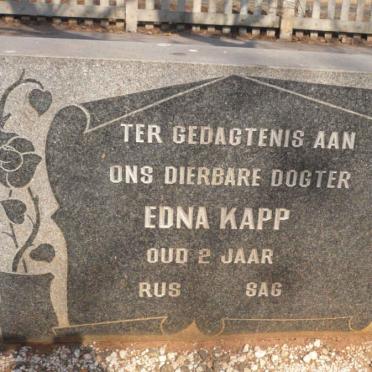 TER GEDAGTENIS AAN
ONS DIERBARE DOGTER
EDNA KAPP
OUD 2 JAAR
RUS SAG